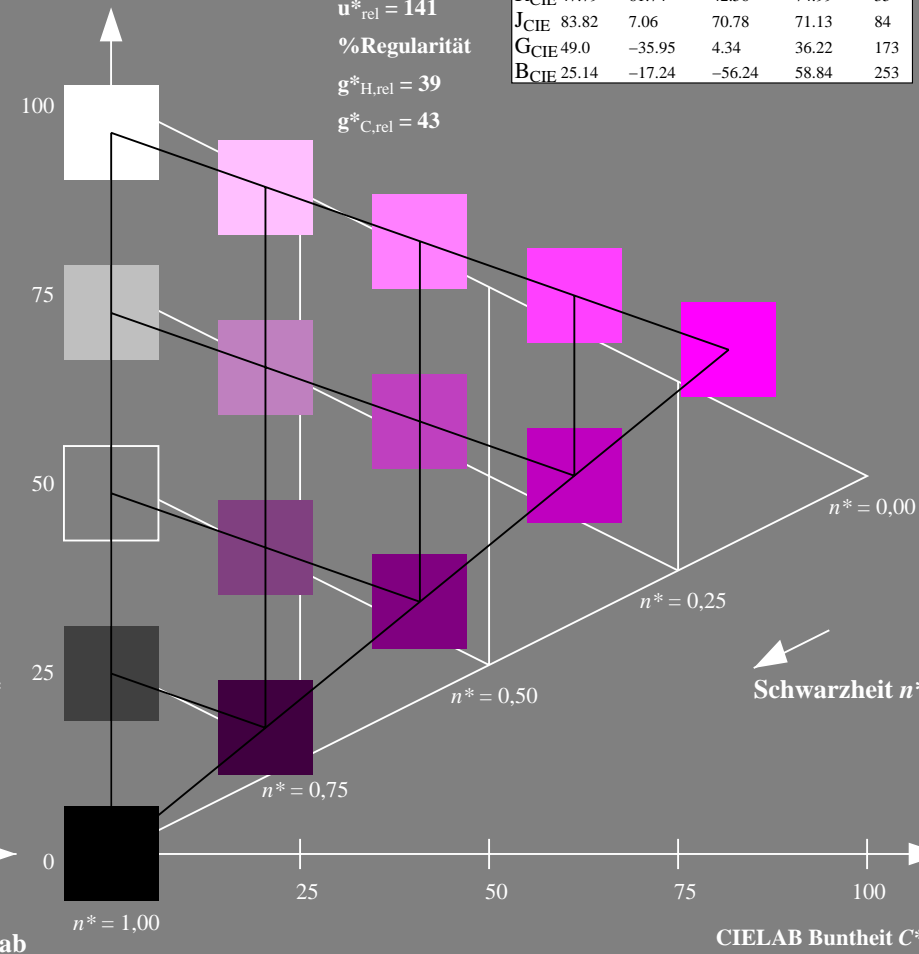 u*rel = 141
%Regularität
g*H,rel = 39
g*C,rel = 43
JCIE 83.82 7.06 70.78 71.13 84
GCIE 49.0 −35.95 4.34 36.22 173
BCIE 25.14 −17.24 −56.24 58.84 253
100
75
50
n* = 0,00
n* = 0,25
25
n* = 0,50
Schwarzheit n*
n* = 0,75
0
25
50
75
100
n* = 1,00
ab
CIELAB Buntheit C*